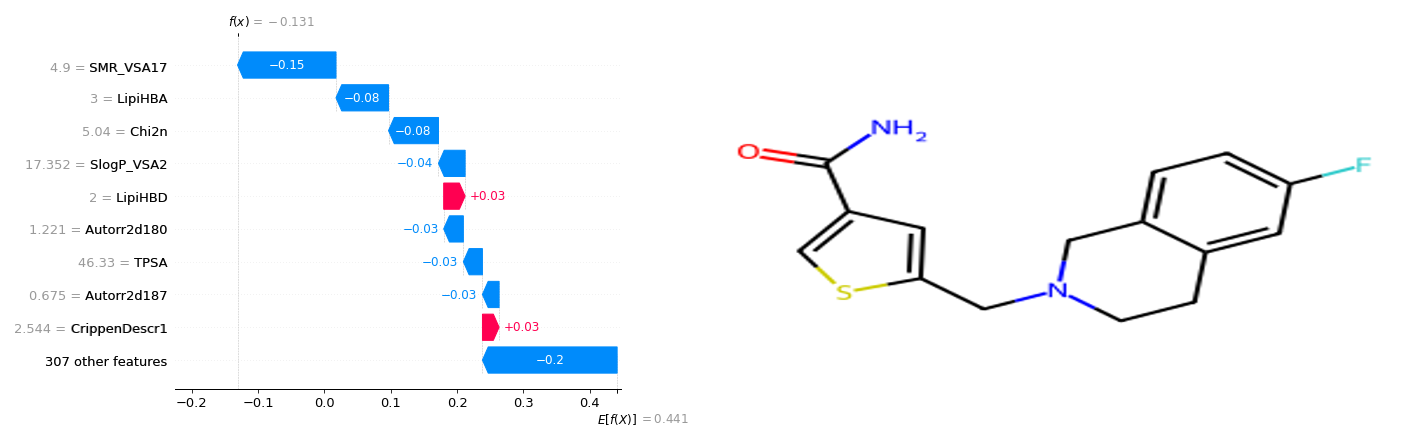 f(x) = −0.131
4.9 = SMR_VSA17
−0.15
3 = LipiHBA
−0.08
5.04 = Chi2n
−0.08
17.352 = SlogP_VSA2
−0.04
2 = LipiHBD
+0.03
1.221 = Autorr2d180
−0.03
46.33 = TPSA
−0.03
0.675 = Autorr2d187
−0.03
2.544 = CrippenDescr1
+0.03
307 other features
−0.2
−0.2 −0.1 0.0 0.1 0.2 0.3 0.4
E[f(X)] = 0.441
NH2
O
F
S
N